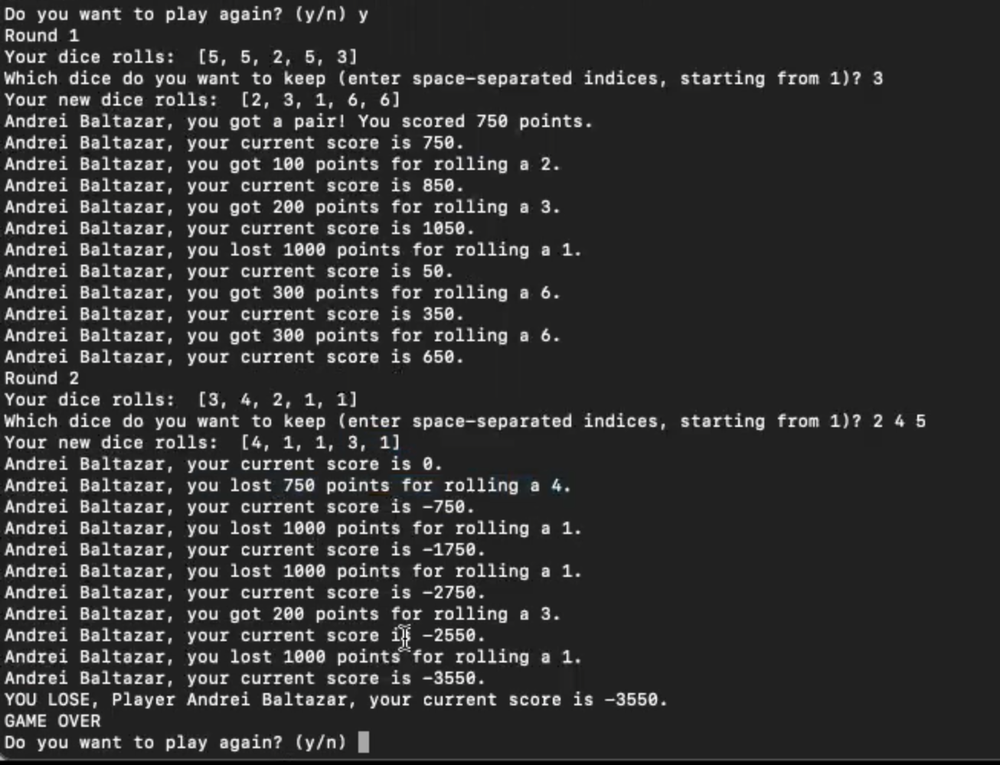 Do you want to play again? (y/n) y
Round 1
Your dice rolls:  [5, 5, 2, 5, 3]
Which dice do you want to keep (enter space-separated indices, starting from 1)? 3
Your new dice rolls:  [2, 3, 1, 6, 6]
Andrei Baltazar, you got a pair! You scored 750 points.
Andrei Baltazar, your current score is 750.
Andrei Baltazar, you got 100 points for rolling a 2.
Andrei Baltazar, your current score is 850.
Andrei Baltazar, you got 200 points for rolling a 3.
Andrei Baltazar, your current score is 1050.
Andrei Baltazar, you lost 1000 points for rolling a 1.
Andrei Baltazar, your current score is 50.
Andrei Baltazar, you got 300 points for rolling a 6.
Andrei Baltazar, your current score is 350.
Andrei Baltazar, you got 300 points for rolling a 6.
Andrei Baltazar, your current score is 650.
Round 2
Your dice rolls:  [3, 4, 2, 1, 1]
Which dice do you want to keep (enter space-separated indices, starting from 1)? 2 4 5
Your new dice rolls:  [4, 1, 1, 3, 1]
Andrei Baltazar, your current score is 0.
Andrei Baltazar, you lost 750 points for rolling a 4.
Andrei Baltazar, your current score is -750.
Andrei Baltazar, you lost 1000 points for rolling a 1.
Andrei Baltazar, your current score is -1750.
Andrei Baltazar, you lost 1000 points for rolling a 1.
Andrei Baltazar, your current score is -2750.
Andrei Baltazar, you got 200 points for rolling a 3.
Andrei Baltazar, your current score is -2550.
Andrei Baltazar, you lost 1000 points for rolling a 1.
Andrei Baltazar, your current score is -3550.
YOU LOSE, Player Andrei Baltazar, your current score is -3550.
GAME OVER
Do you want to play again? (y/n)